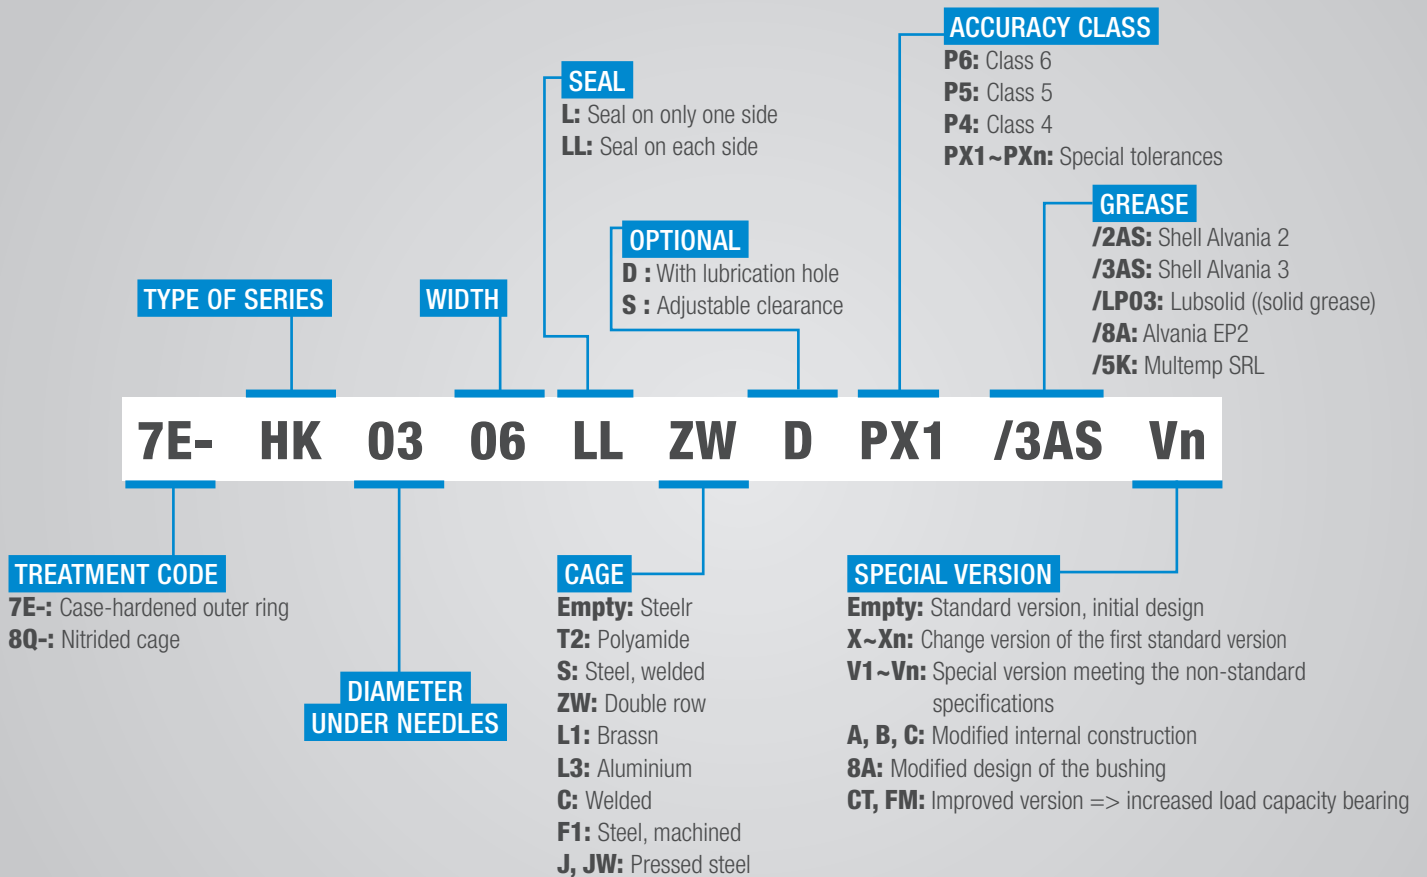 ACCURACY CLASS
P6: Class 6
P5: Class 5
P4: Class 4
PX1~PXn: Special tolerances
SEAL
L: Seal on only one side
LL: Seal on each side
GREASE
/2AS: Shell Alvania 2
/3AS: Shell Alvania 3
/LP03: Lubsolid ((solid grease)
/8A: Alvania EP2
/5K: Multemp SRL
OPTIONAL
D : With lubrication hole
S : Adjustable clearance
TYPE OF SERIES
WIDTH
7E- HK 03 06 LL ZW D PX1 /3AS Vn
TREATMENT CODE
7E-: Case-hardened outer ring
8Q-: Nitrided cage
DIAMETER
UNDER NEEDLES
CAGE
Empty: Steelr
T2: Polyamide
S: Steel, welded
ZW: Double row
L1: Brassn
L3: Aluminium
C: Welded
F1: Steel, machined
J, JW: Pressed steel
SPECIAL VERSION
Empty: Standard version, initial design
X~Xn: Change version of the first standard version
V1~Vn: Special version meeting the non-standard
specifications
A, B, C: Modified internal construction
8A: Modified design of the bushing
CT, FM: Improved version => increased load capacity bearing